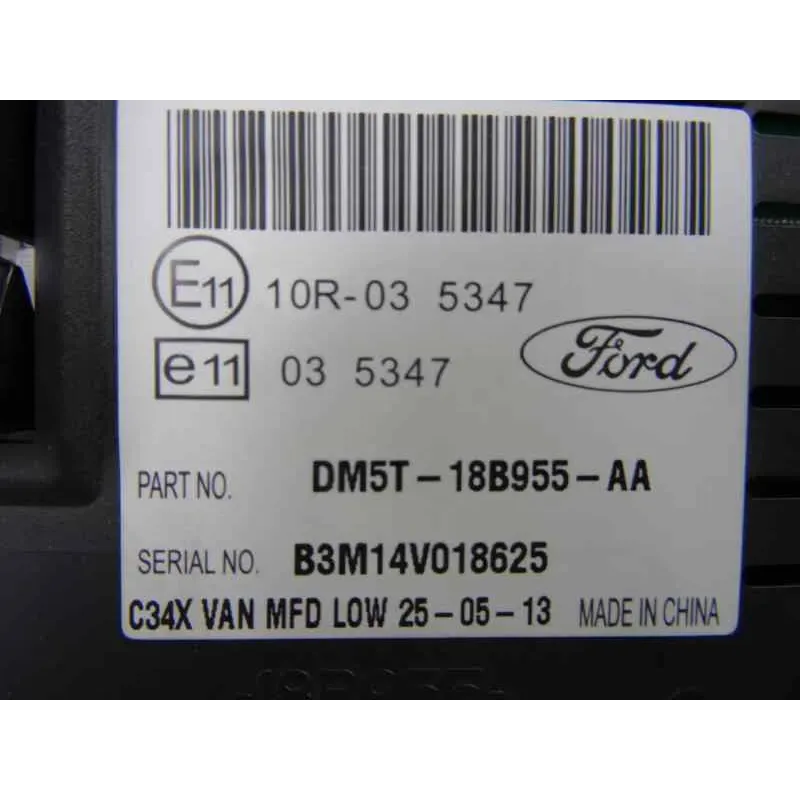 E11 10R-03 5347
e11 03 5347
Ford
PART NO. DM5T-18B955-AA
SERIAL NO. B3M14V018625
C34X VAN MFD LOW 25-05-13 MADE IN CHINA